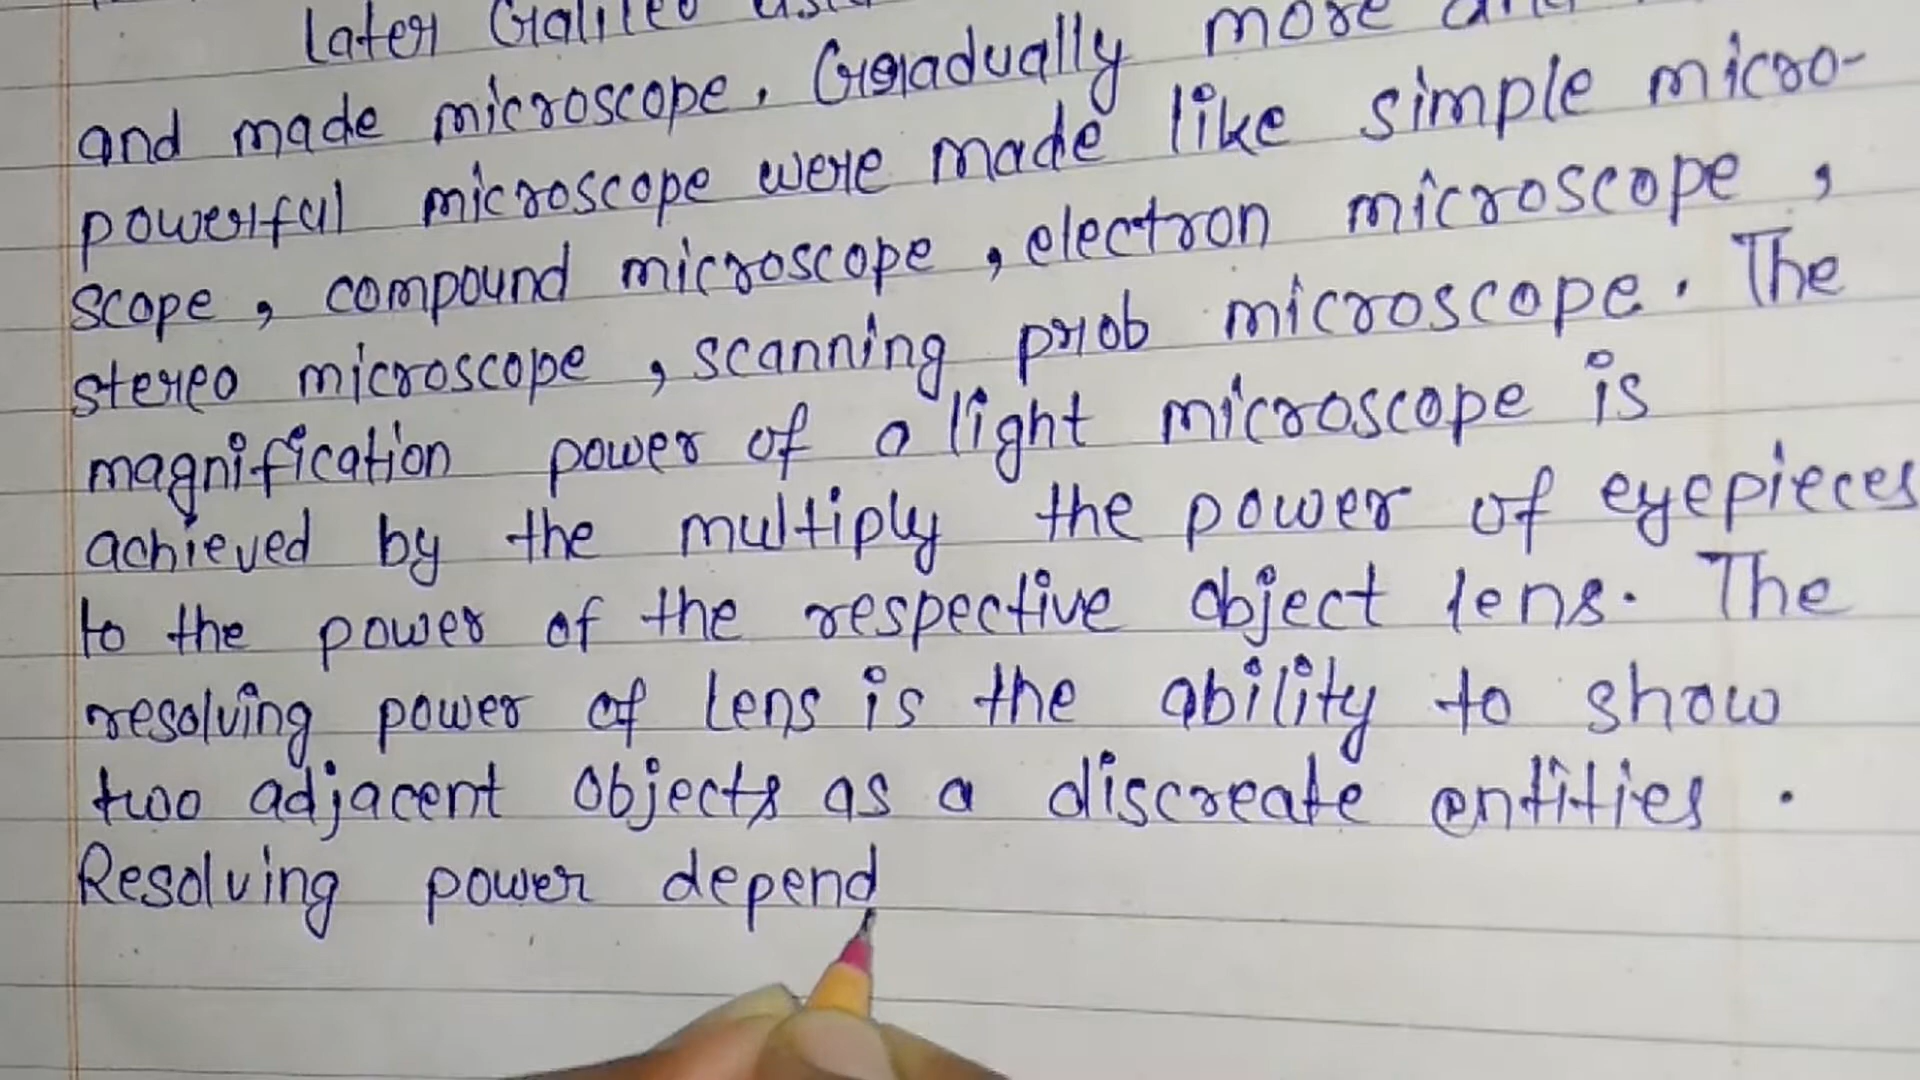 Later Galileo
and made microscope. Gradually more and
powerful microscope were made like simple micro-
scope, compound microscope, electron microscope,
stereo microscope, scanning prob microscope. The
magnification power of a light microscope is
achieved by the multiply the power of eyepieces
to the power of the respective object lens. The
resolving power of lens is the ability to show
two adjacent objects as a discreate entities.
Resolving power depend